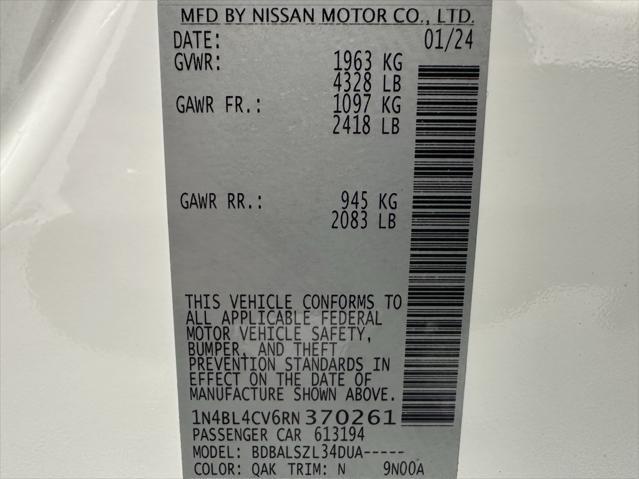 MFD BY NISSAN MOTOR CO., LTD.
DATE: 01/24
GVWR: 1963 KG
4328 LB
GAWR FR.: 1097 KG
2418 LB
GAWR RR.: 945 KG
2083 LB
THIS VEHICLE CONFORMS TO
ALL APPLICABLE FEDERAL
MOTOR VEHICLE SAFETY,
BUMPER, AND THEFT
PREVENTION STANDARDS IN
EFFECT ON THE DATE OF
MANUFACTURE SHOWN ABOVE.
1N4BL4CV6RN370261
PASSENGER CAR 613194
MODEL: BDBALSZL34DUA-----
COLOR: QAK TRIM: N 9N00A